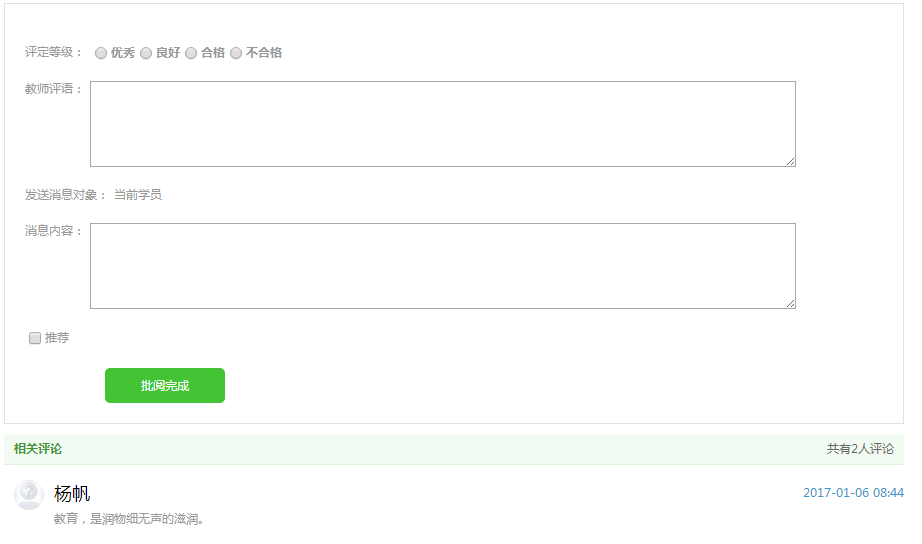 评定等级： 优秀 良好 合格 不合格
教师评语：
发送消息对象： 当前学员
消息内容：
推荐
批阅完成
相关评论 共有2人评论
杨帆 2017-01-06 08:44
教育，是润物细无声的滋润。